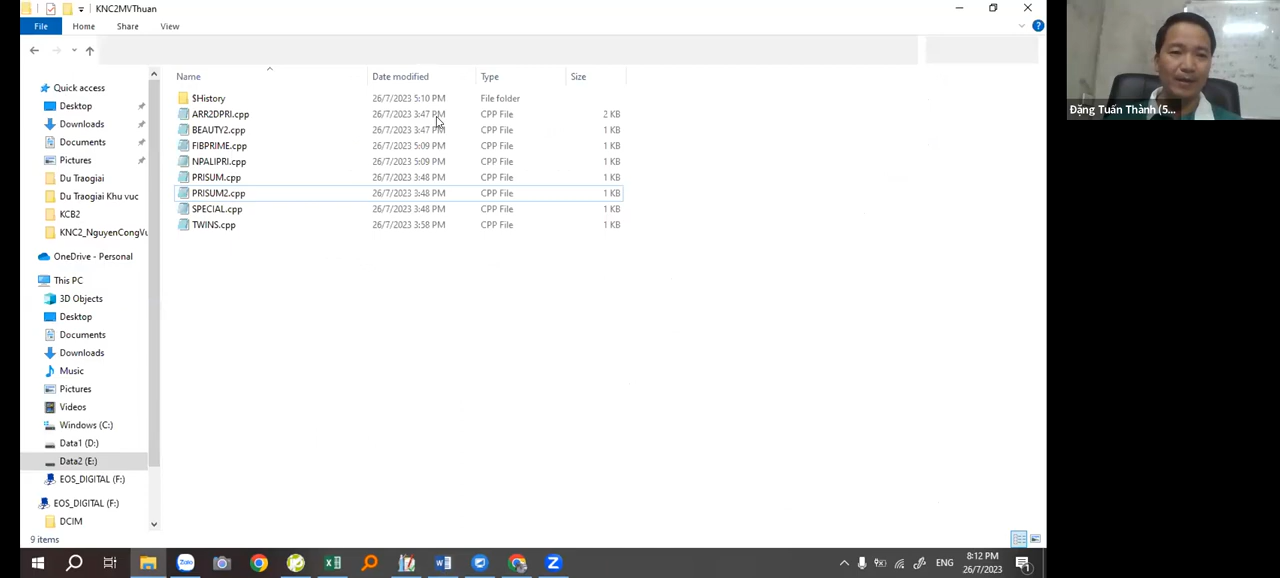 KNC2MVThuan
File
Home
Share
View
Name
Date modified
Type
Size
Quick access
Desktop
Downloads
Documents
Pictures
Du Traogiai
Du Traogiai Khu vuc
KCB2
KNC2_NguyenCongVu
OneDrive - Personal
This PC
3D Objects
Desktop
Documents
Downloads
Music
Pictures
Videos
Windows (C:)
Data1 (D:)
Data2 (E:)
EOS_DIGITAL (F:)
EOS_DIGITAL (F:)
DCIM
$History 26/7/2023 5:10 PM File folder
ARR2DPRI.cpp 26/7/2023 3:47 PM CPP File 2 KB
BEAUTY2.cpp 26/7/2023 3:47 PM CPP File 1 KB
FIBPRIME.cpp 26/7/2023 5:09 PM CPP File 1 KB
NPALIPRI.cpp 26/7/2023 5:09 PM CPP File 1 KB
PRISUM.cpp 26/7/2023 3:48 PM CPP File 1 KB
PRISUM2.cpp 26/7/2023 3:48 PM CPP File 1 KB
SPECIAL.cpp 26/7/2023 3:48 PM CPP File 1 KB
TWINS.cpp 26/7/2023 3:58 PM CPP File 1 KB
9 items
Zalo
ENG
8:12 PM
26/7/2023
1
Đặng Tuấn Thành (5...